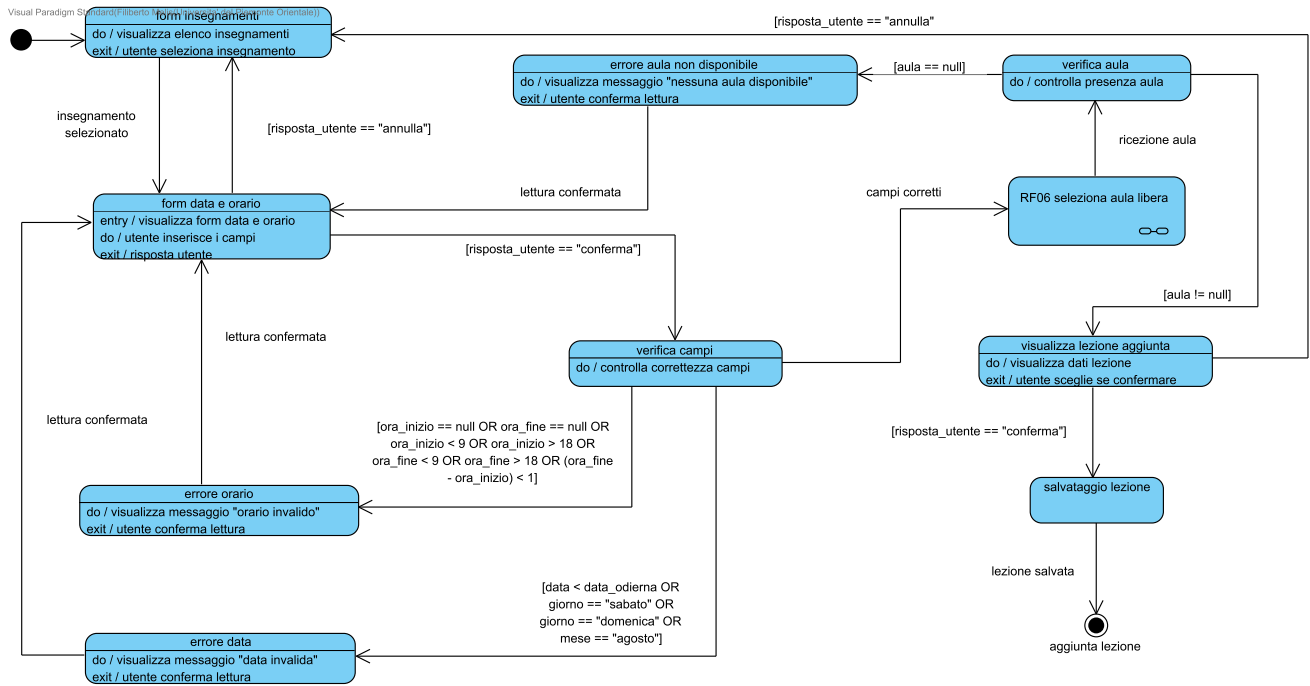 Visual Paradigm Standard(Filiberto Melis(Università del Piemonte Orientale))
form insegnamenti
do / visualizza elenco insegnamenti
exit / utente seleziona insegnamento
[risposta_utente == "annulla"
errore aula non disponibile
do / visualizza messaggio "nessuna aula disponibile"
exit / utente conferma lettura
[aula == null]
verifica aula
do / controlla presenza aula
insegnamento
selezionato
[risposta_utente == "annulla"]
ricezione aula
lettura confermata
campi corretti
RF06 seleziona aula libera
form data e orario
entry / visualizza form data e orario
do / utente inserisce i campi
exit / risposta utente
[risposta_utente == "conferma"]
[aula != null]
lettura confermata
verifica campi
do / controlla correttezza campi
visualizza lezione aggiunta
do / visualizza dati lezione
exit / utente sceglie se confermare
lettura confermata
[ora_inizio == null OR ora_fine == null OR
ora_inizio < 9 OR ora_inizio > 18 OR
ora_fine < 9 OR ora_fine > 18 OR (ora_fine
- ora_inizio) < 1]
[risposta_utente == "conferma"]
errore orario
do / visualizza messaggio "orario invalido"
exit / utente conferma lettura
salvataggio lezione
lezione salvata
[data < data_odierna OR
giorno == "sabato" OR
giorno == "domenica" OR
mese == "agosto"]
errore data
do / visualizza messaggio "data invalida"
exit / utente conferma lettura
aggiunta lezione